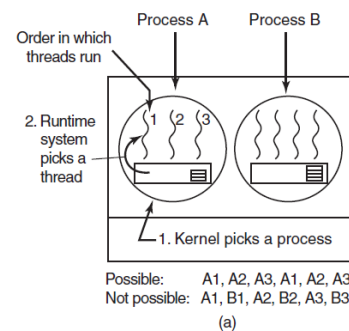 Process A
Process B
Order in which
threads run
1
2
3
2. Runtime
system
picks a
thread
1. Kernel picks a process
Possible: A1, A2, A3, A1, A2, A3
Not possible: A1, B1, A2, B2, A3, B3
(a)